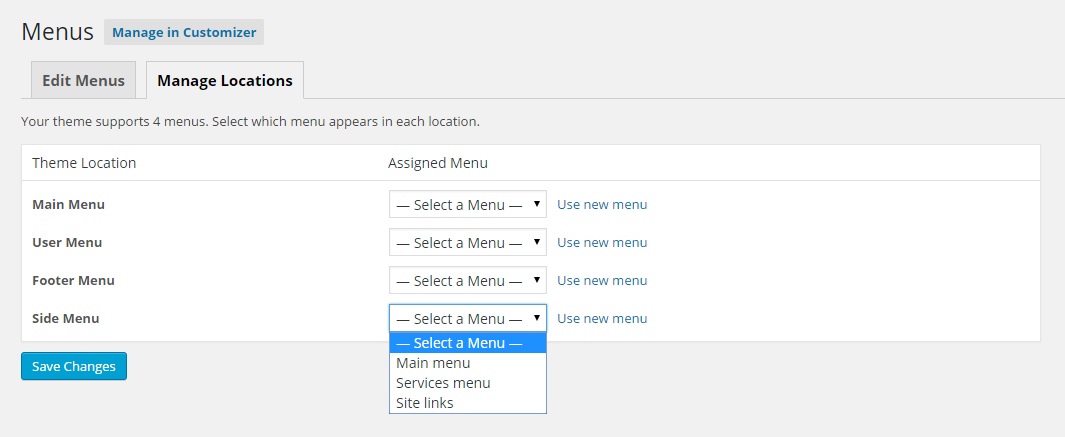 Menus Manage in Customizer
Edit Menus Manage Locations
Your theme supports 4 menus. Select which menu appears in each location.
Theme Location Assigned Menu
Main Menu — Select a Menu — Use new menu
User Menu — Select a Menu — Use new menu
Footer Menu — Select a Menu — Use new menu
Side Menu — Select a Menu — Use new menu
— Select a Menu —
Main menu
Services menu
Site links
Save Changes